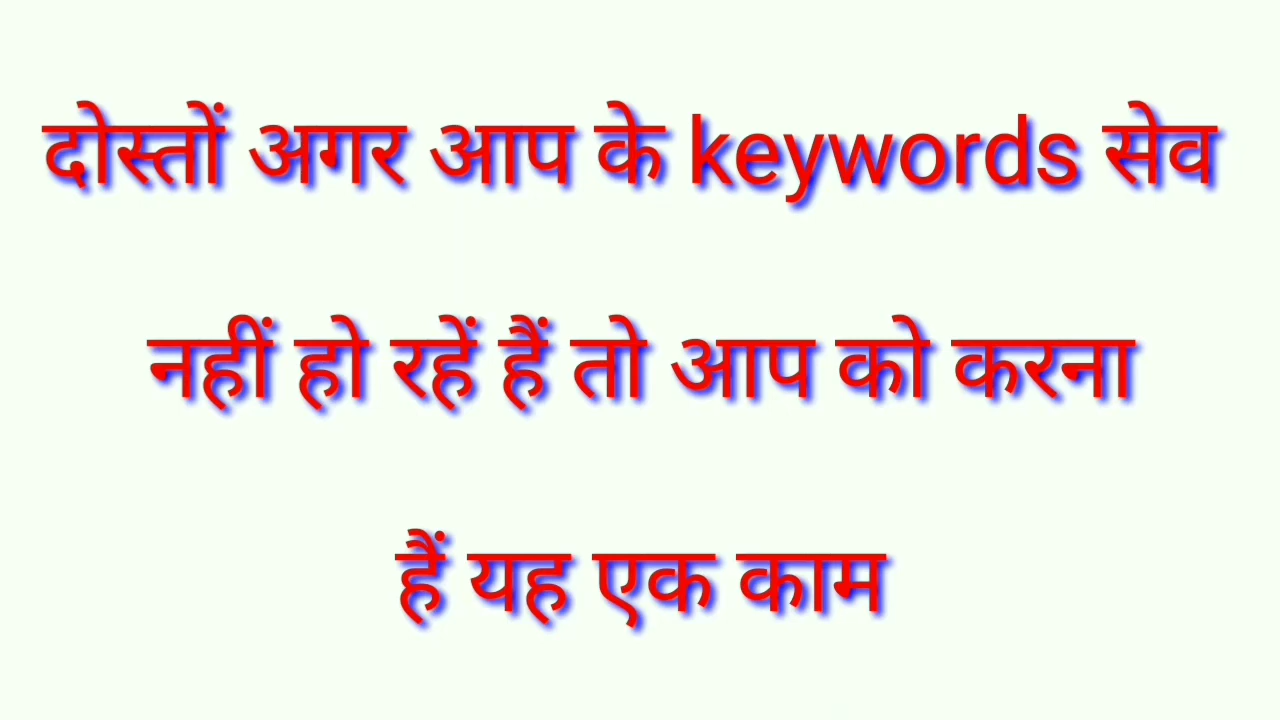 दोस्तों अगर आप के keywords सेव
नहीं हो रहें हैं तो आप को करना
हैं यह एक काम